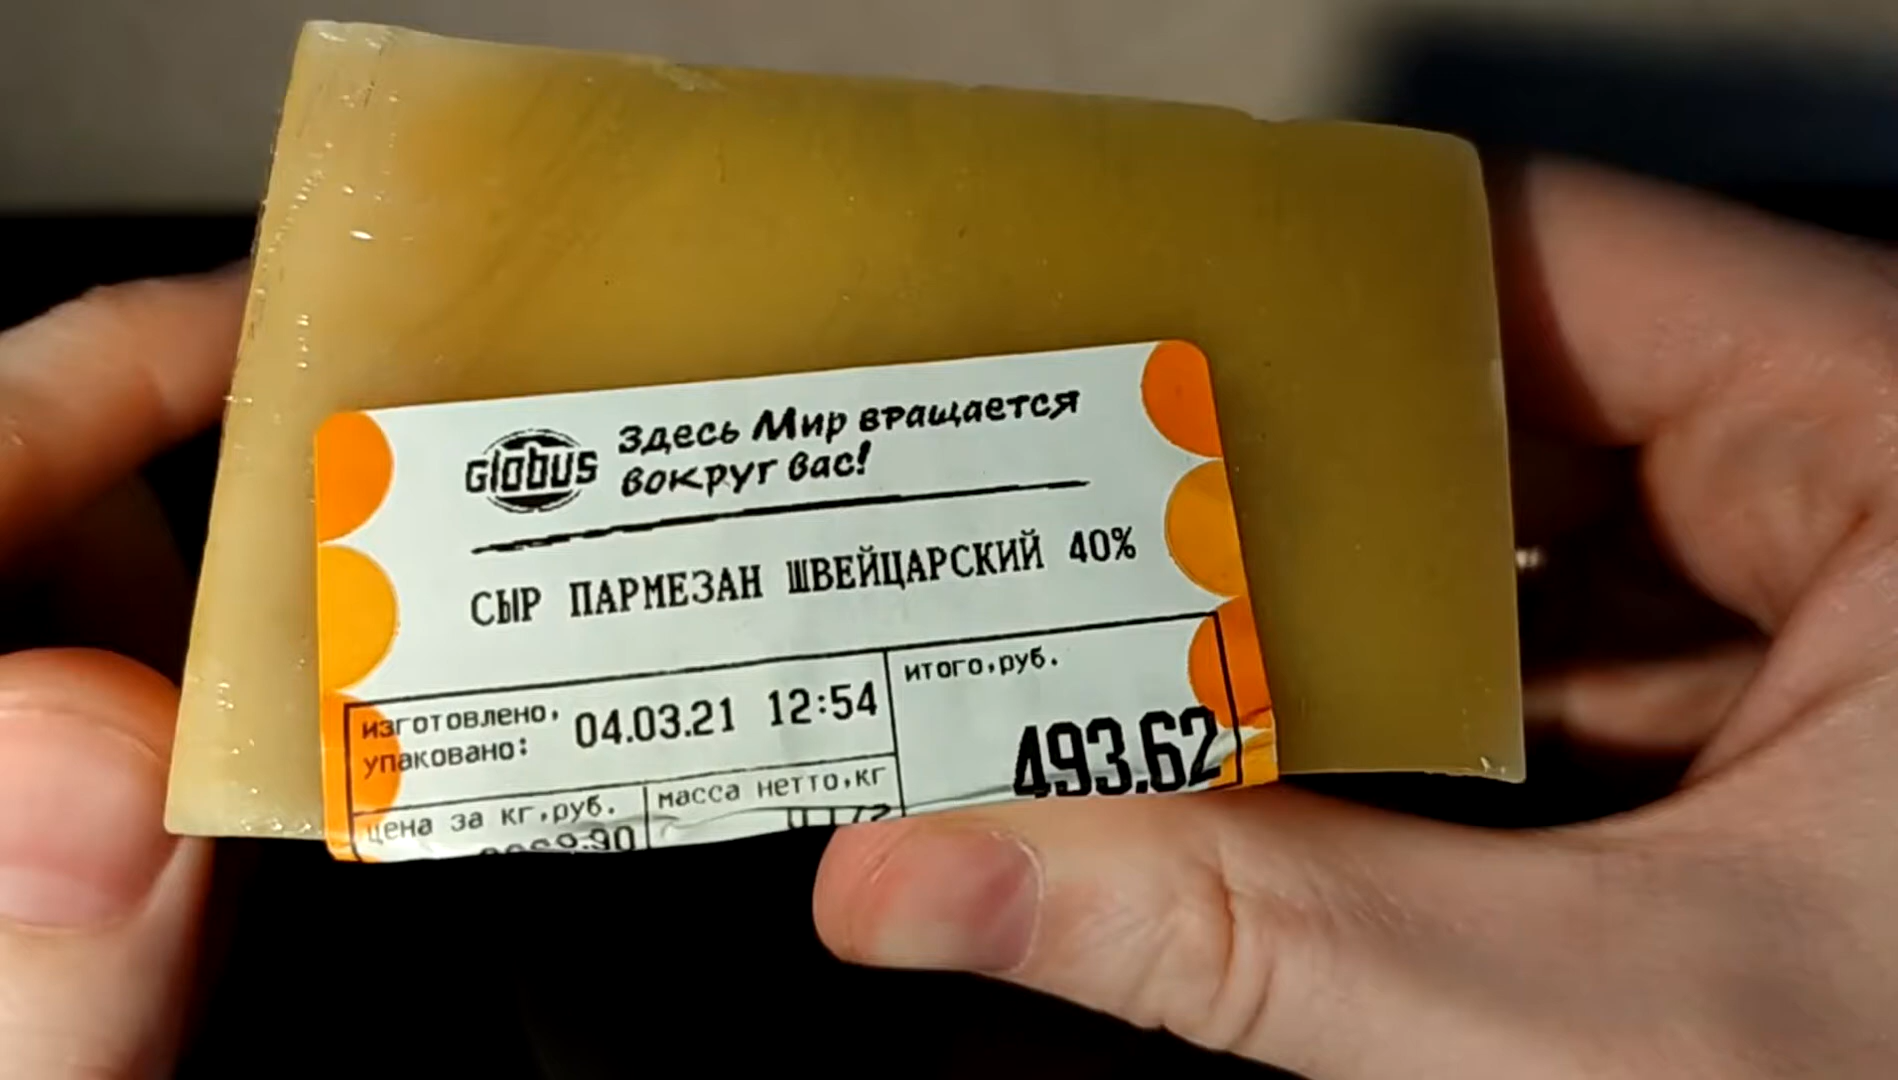 Globus
Здесь Мир вращается
вокруг вас!
СЫР ПАРМЕЗАН ШВЕЙЦАРСКИЙ 40%
изготовлено,
упаковано:
04.03.21 12:54
итого,руб.
493.62
цена за кг,руб.
масса нетто,кг